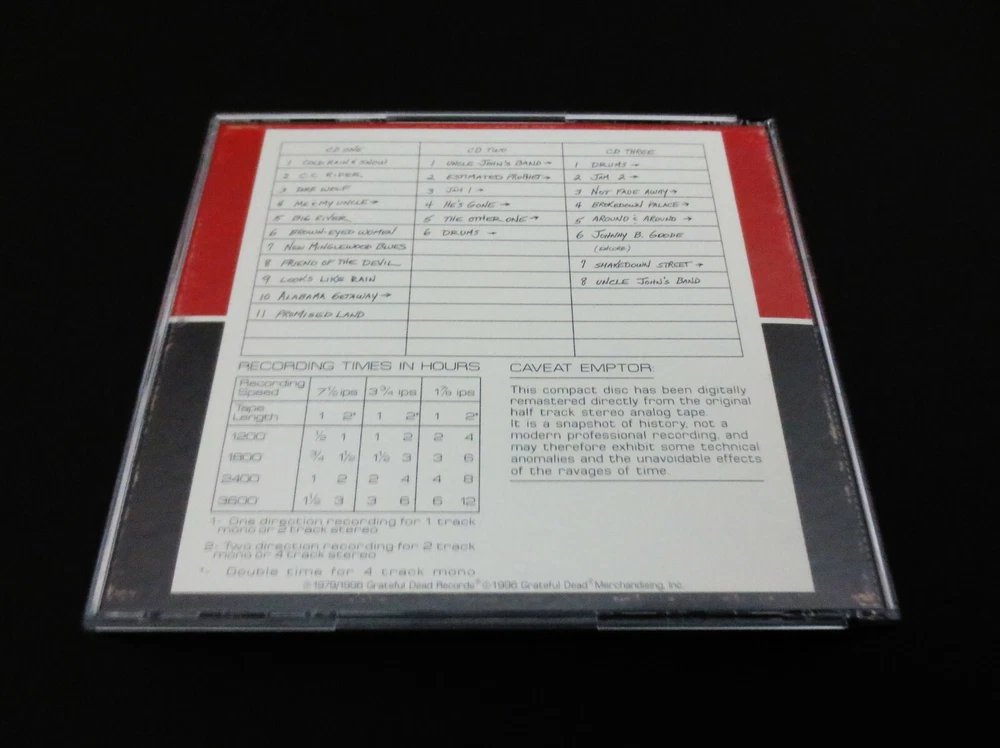 CD ONE
1 COLD RAIN & SNOW
2 C.C. RIDER
3 DIRE WOLF
4 ME & MY UNCLE →
5 BIG RIVER
6 BROWN-EYED WOMEN
7 NEW MINGLEWOOD BLUES
8 FRIEND OF THE DEVIL
9 LOOKS LIKE RAIN
10 ALABAMA GETAWAY →
11 PROMISED LAND
CD TWO
1 UNCLE JOHN'S BAND →
2 ESTIMATED PROPHET →
3 JAM 1 →
4 HE'S GONE →
5 THE OTHER ONE →
6 DRUMS →
CD THREE
1 DRUMS →
2 JAM 2 →
3 NOT FADE AWAY →
4 BROKEDOWN PALACE →
5 AROUND & AROUND →
6 JOHNNY B. GOODE
(ENCORE)
7 SHAKEDOWN STREET →
8 UNCLE JOHN'S BAND
RECORDING TIMES IN HOURS
Recording Speed 7½ ips 3¾ ips 1⅞ ips
Tape Length 1 2* 1 2* 1 2*
1200' ½ 1 1 2 2 4
1800' ¾ 1½ 1½ 3 3 6
2400' 1 2 2 4 4 8
3600' 1½ 3 3 6 6 12
1- One direction recording for 1 track
mono or 2 track stereo
2- Two direction recording for 2 track
mono or 4 track stereo
*- Double time for 4 track mono
CAVEAT EMPTOR:
This compact disc has been digitally
remastered directly from the original
half track stereo analog tape.
It is a snapshot of history, not a
modern professional recording, and
may therefore exhibit some technical
anomalies and the unavoidable effects
of the ravages of time.
℗1979/1996 Grateful Dead Records® ©1996 Grateful Dead® Merchandising, Inc.